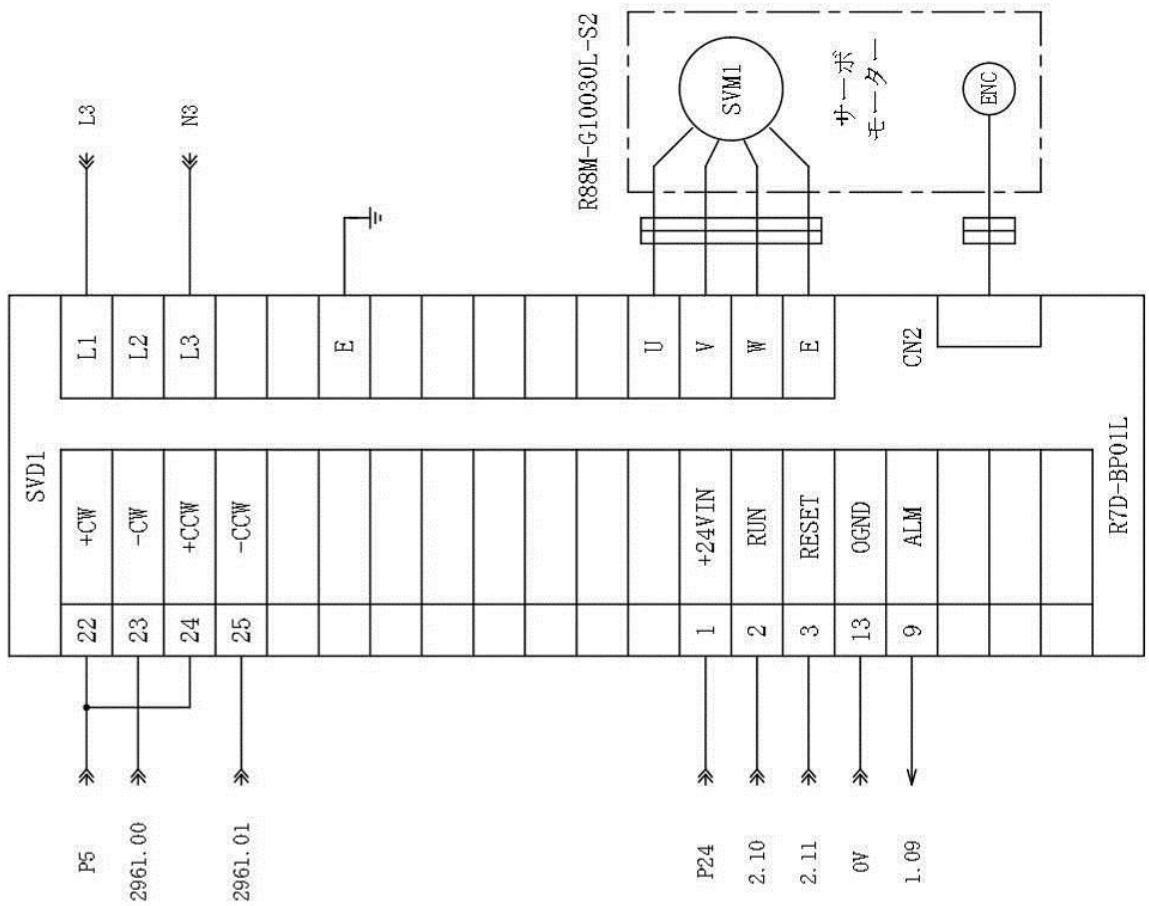 SVD1
P5
2961.00
2961.01
P24
2.10
2.11
0V
1.09
22 +CW
23 -CW
24 +CCW
25 -CCW
1 +24VIN
2 RUN
3 RESET
13 OGND
9 ALM
L1
L2
L3
E
U
V
W
E
CN2
R7D-BP01L
L3
N3
R88M-G10030L-S2
SVM1
サーボ
モーター
ENC